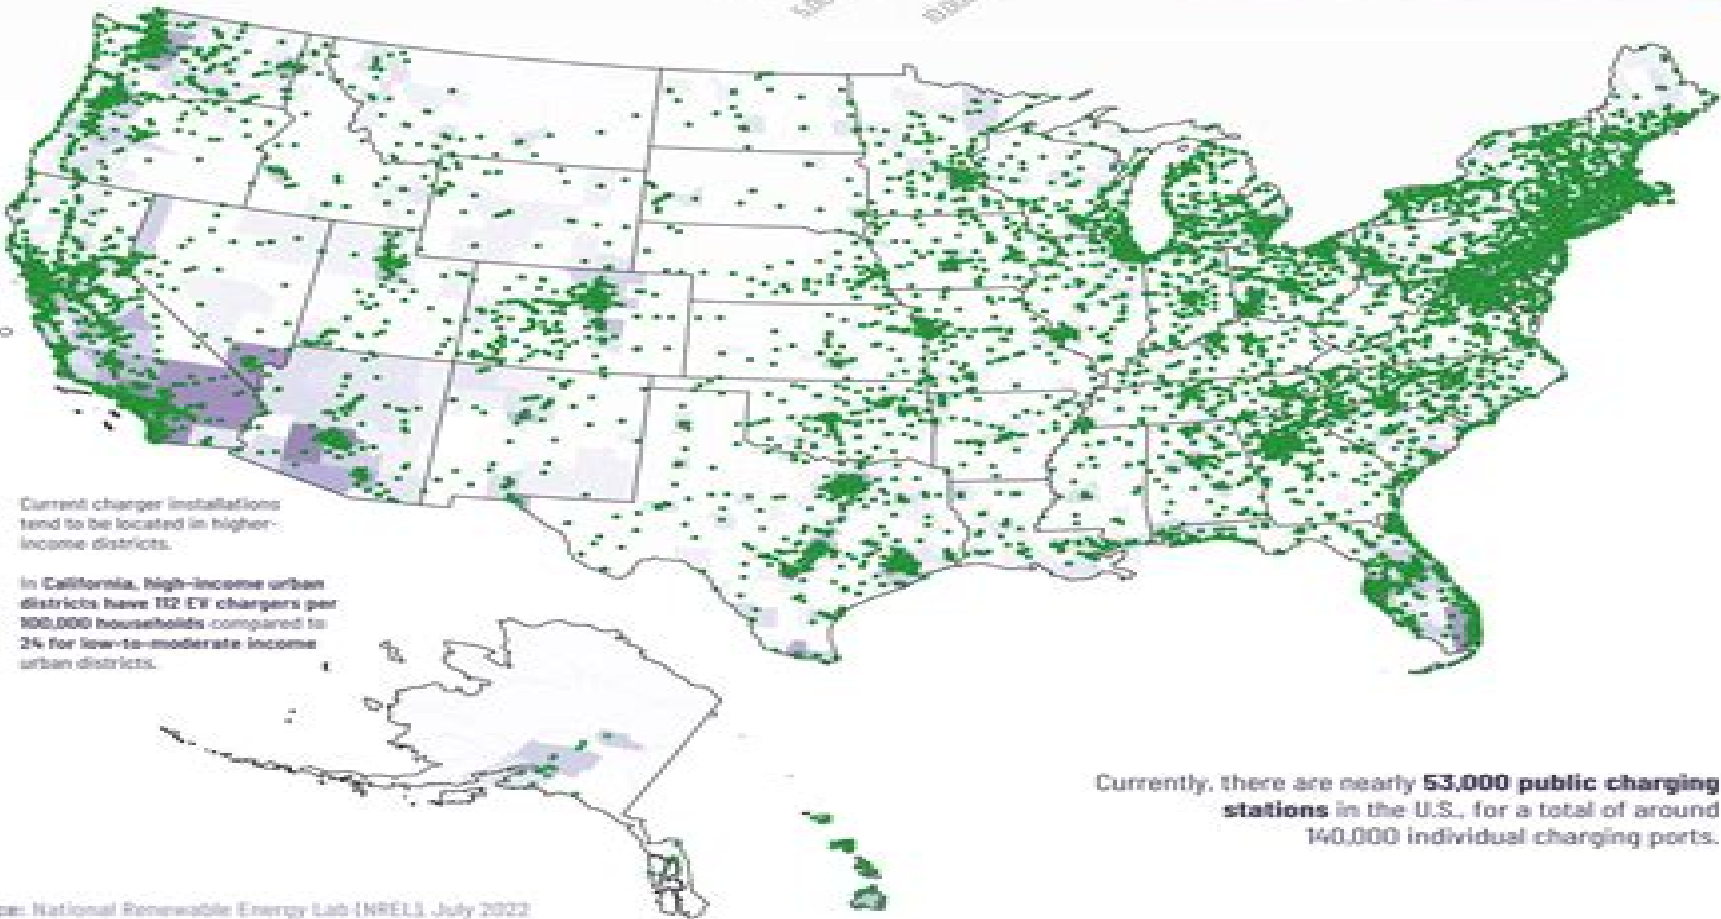 10,000
Current charger installations
tend to be located in higher-
income districts.
In California, high-income urban
districts have 112 EV chargers per
100,000 households compared to
24 for low-to-moderate income
urban districts.
Currently, there are nearly 53,000 public charging
stations in the U.S., for a total of around
140,000 individual charging ports.
National Renewable Energy Lab (NREL), July 2022